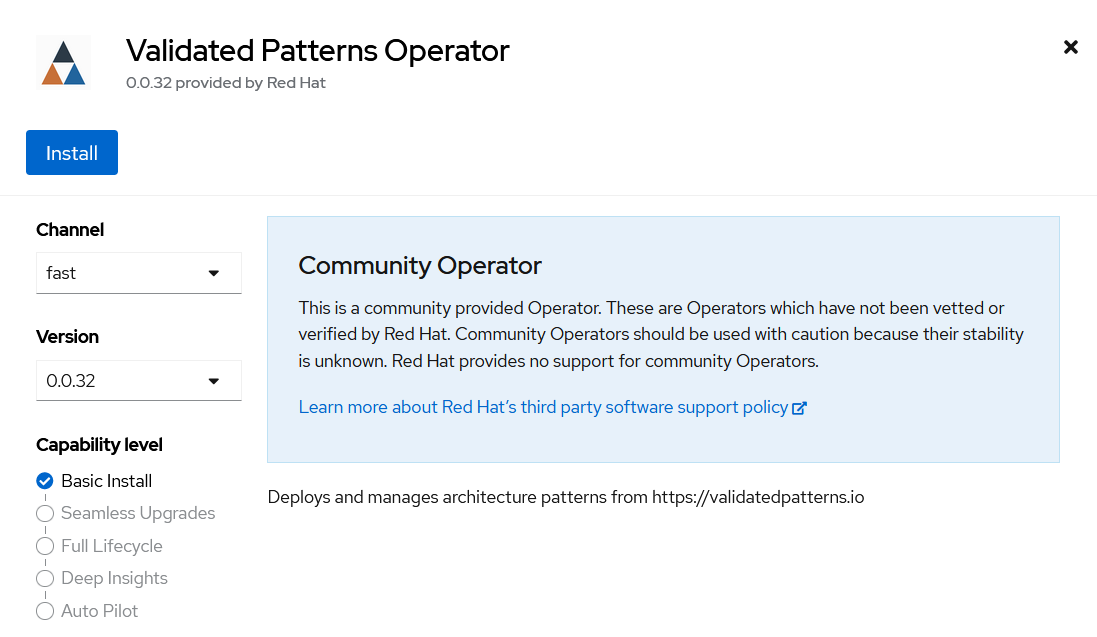 Validated Patterns Operator
0.0.32 provided by Red Hat
Install
Channel
fast
Version
0.0.32
Capability level
Basic Install
Seamless Upgrades
Full Lifecycle
Deep Insights
Auto Pilot
Community Operator
This is a community provided Operator. These are Operators which have not been vetted or
verified by Red Hat. Community Operators should be used with caution because their stability
is unknown. Red Hat provides no support for community Operators.
Learn more about Red Hat’s third party software support policy
Deploys and manages architecture patterns from https://validatedpatterns.io